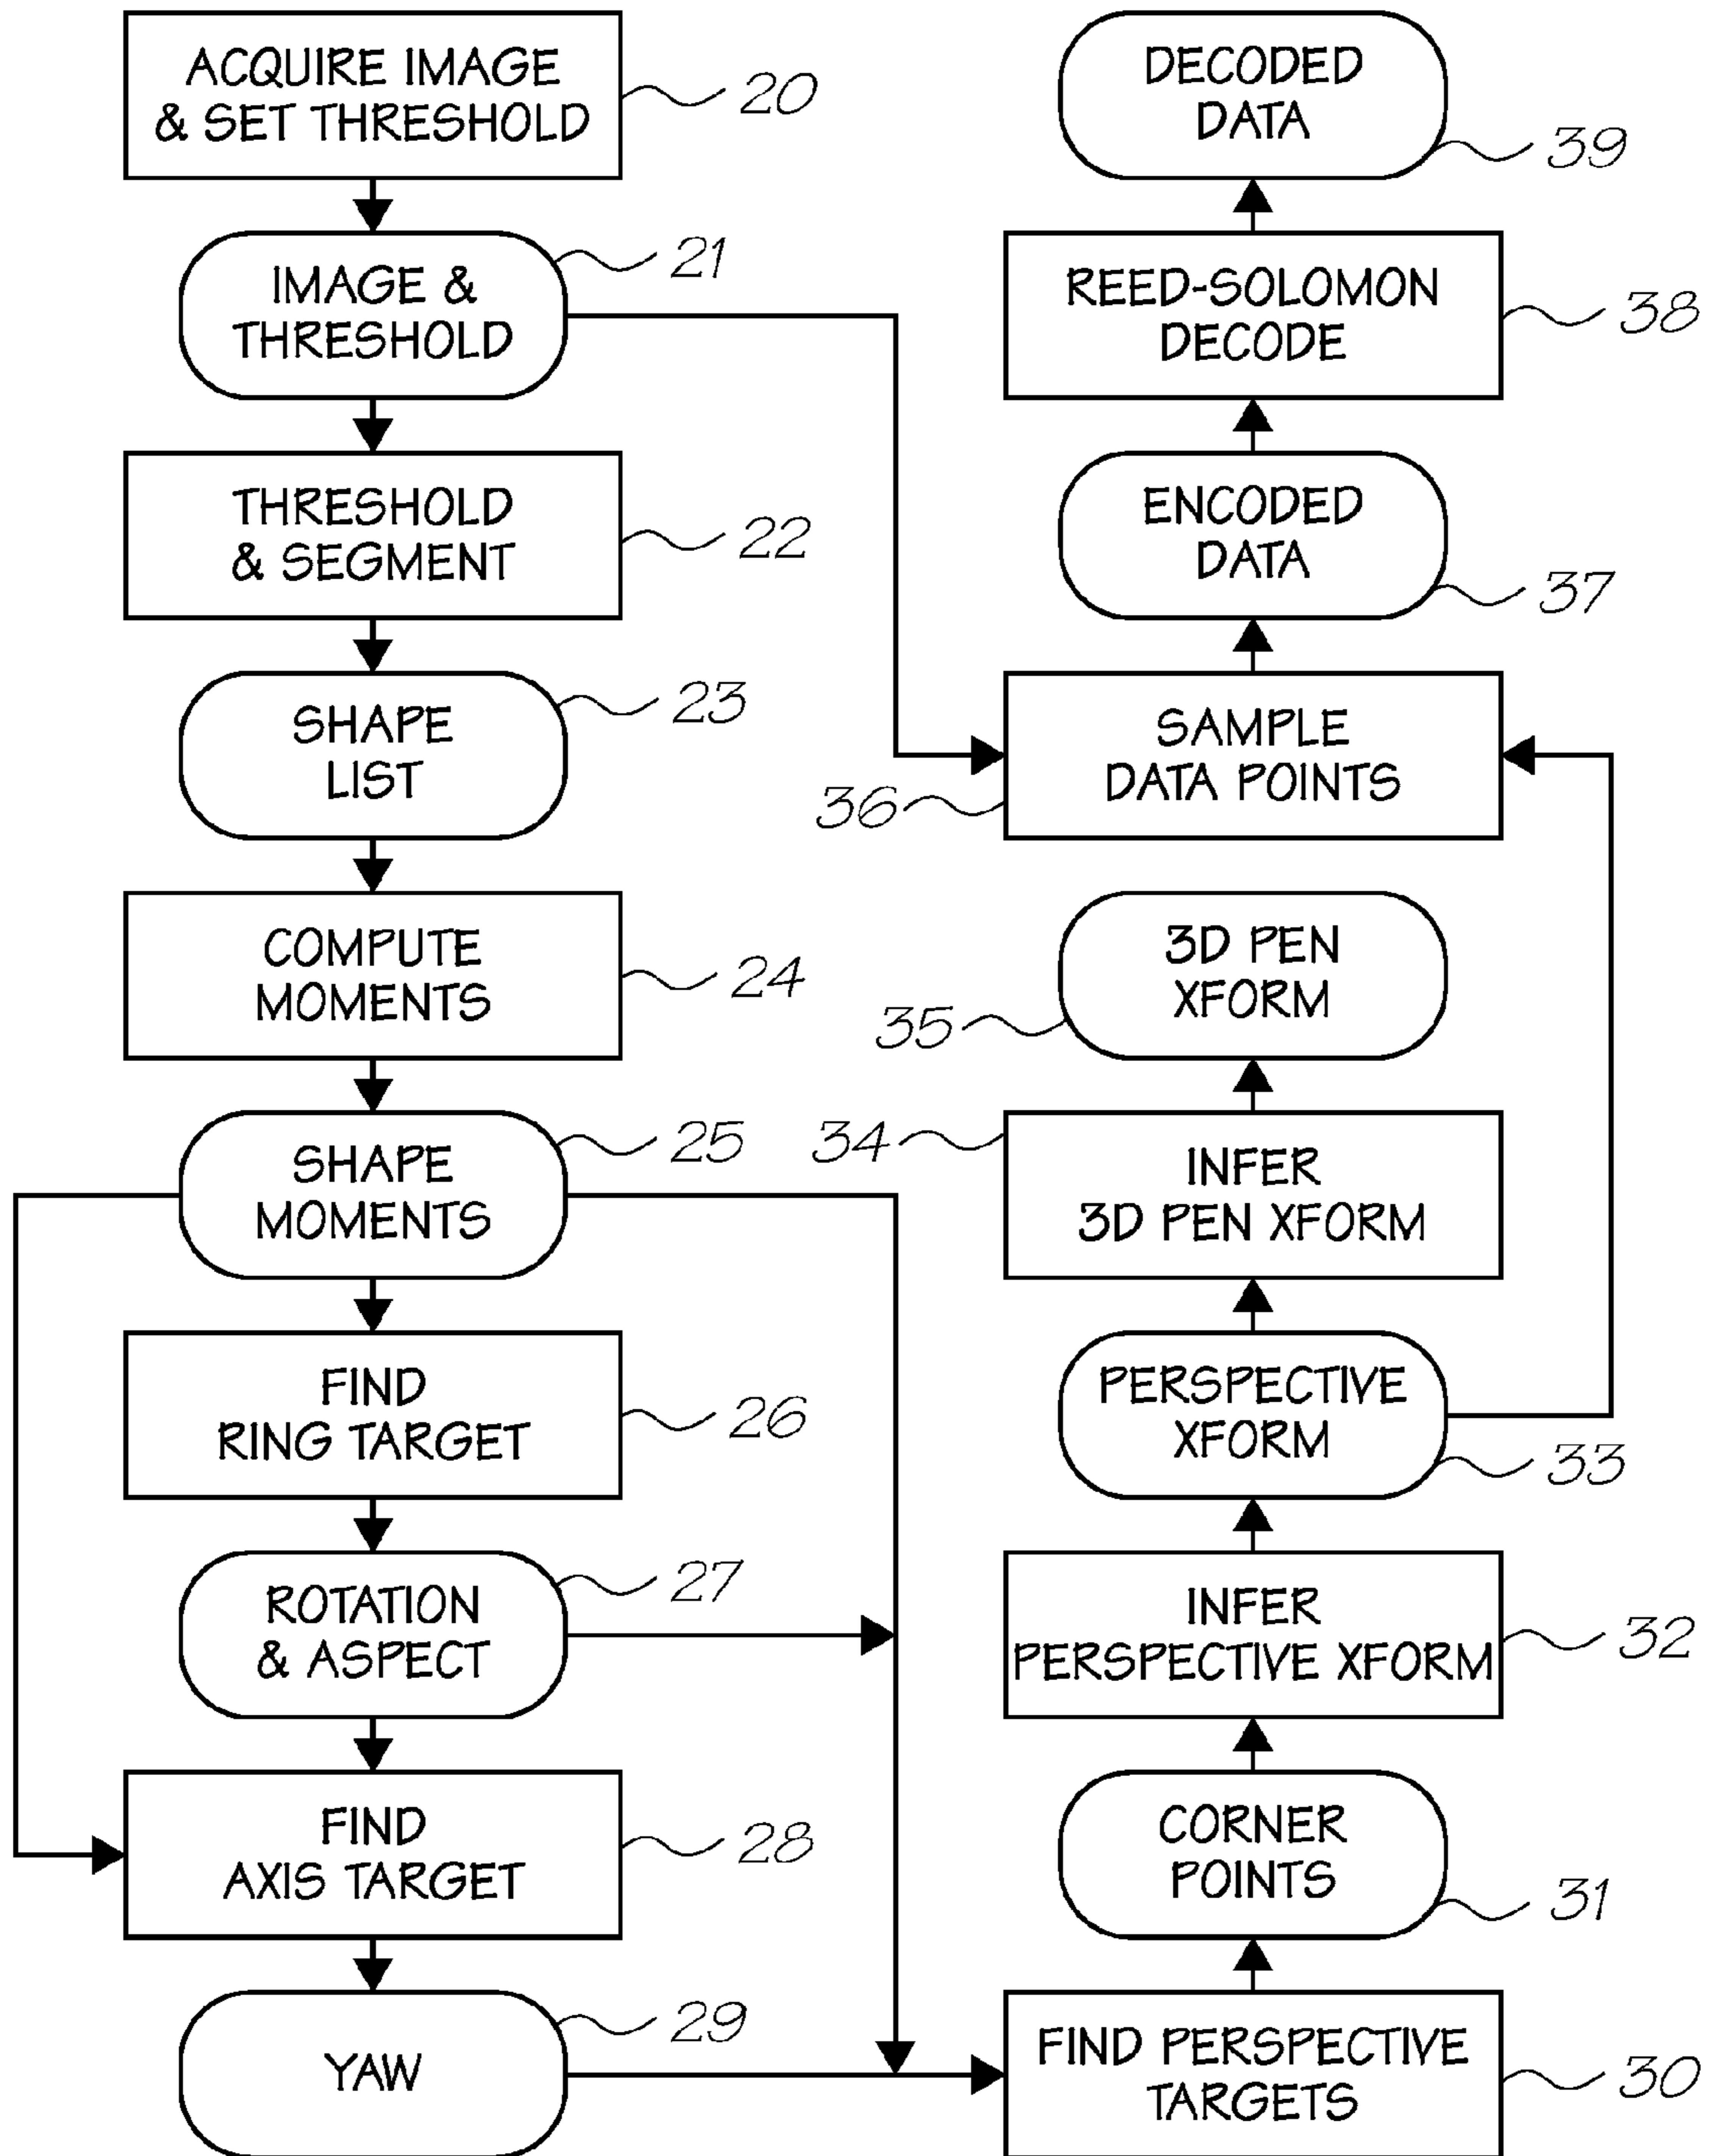 ACQUIRE IMAGE
& SET THRESHOLD
20
IMAGE &
THRESHOLD
21
THRESHOLD
& SEGMENT
22
SHAPE
LIST
23
COMPUTE
MOMENTS
24
SHAPE
MOMENTS
25
FIND
RING TARGET
26
ROTATION
& ASPECT
27
FIND
AXIS TARGET
28
YAW
29
DECODED
DATA
39
REED-SOLOMON
DECODE
38
ENCODED
DATA
37
SAMPLE
DATA POINTS
36
3D PEN
XFORM
35
INFER
3D PEN XFORM
34
PERSPECTIVE
XFORM
33
INFER
PERSPECTIVE XFORM
32
CORNER
POINTS
31
FIND PERSPECTIVE
TARGETS
30